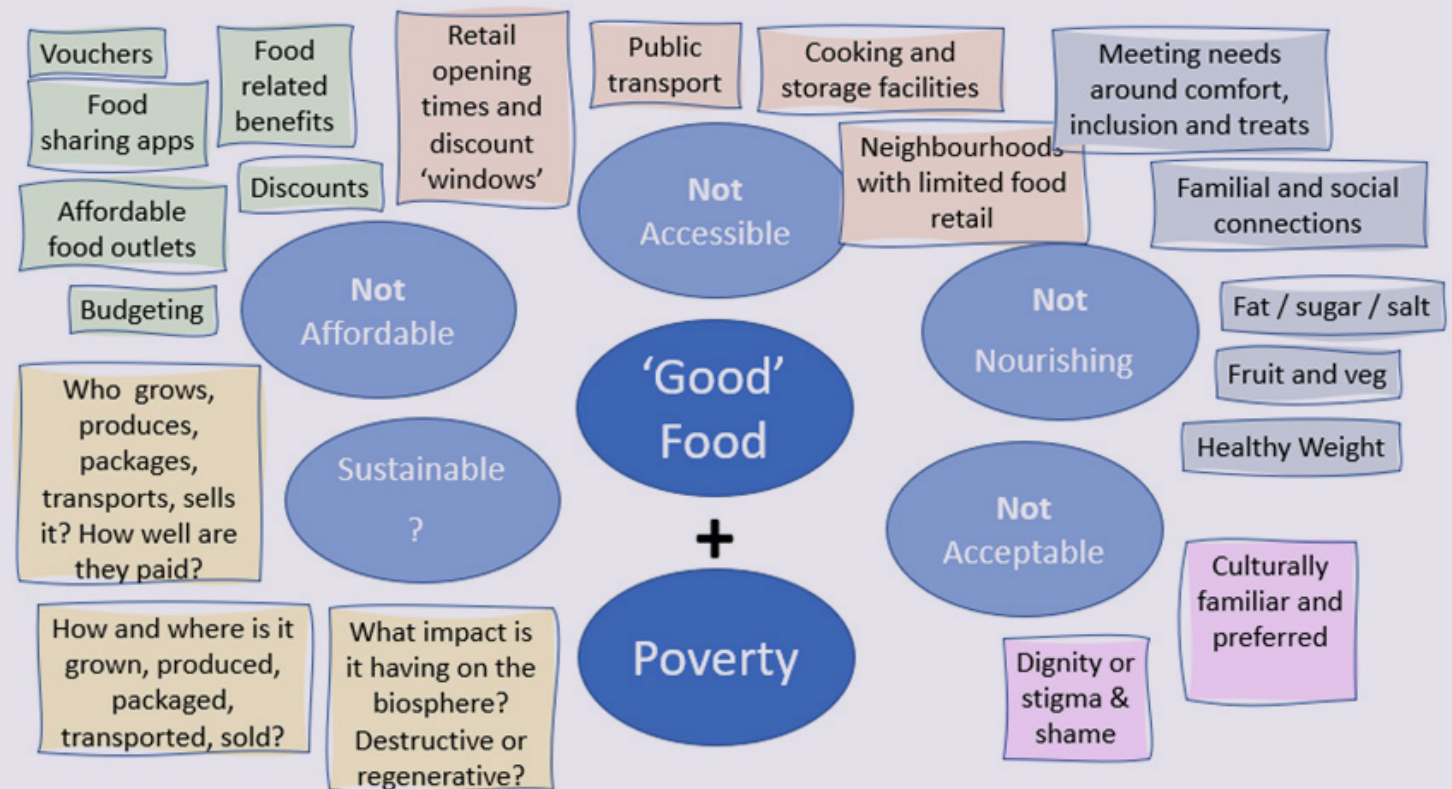 Vouchers
Food
sharing apps
Food
related
benefits
Discounts
Affordable
food outlets
Budgeting
Retail
opening
times and
discount
‘windows’
Public
transport
Cooking and
storage facilities
Neighbourhoods
with limited food
retail
Meeting needs
around comfort,
inclusion and treats
Familial and social
connections
Fat / sugar / salt
Fruit and veg
Healthy Weight
Not
Affordable
Not
Accessible
Not
Nourishing
‘Good’
Food
+
Poverty
Sustainable
?
Not
Acceptable
Who grows,
produces,
packages,
transports, sells
it? How well are
they paid?
How and where is it
grown, produced,
packaged,
transported, sold?
What impact is
it having on the
biosphere?
Destructive or
regenerative?
Dignity or
stigma &
shame
Culturally
familiar and
preferred